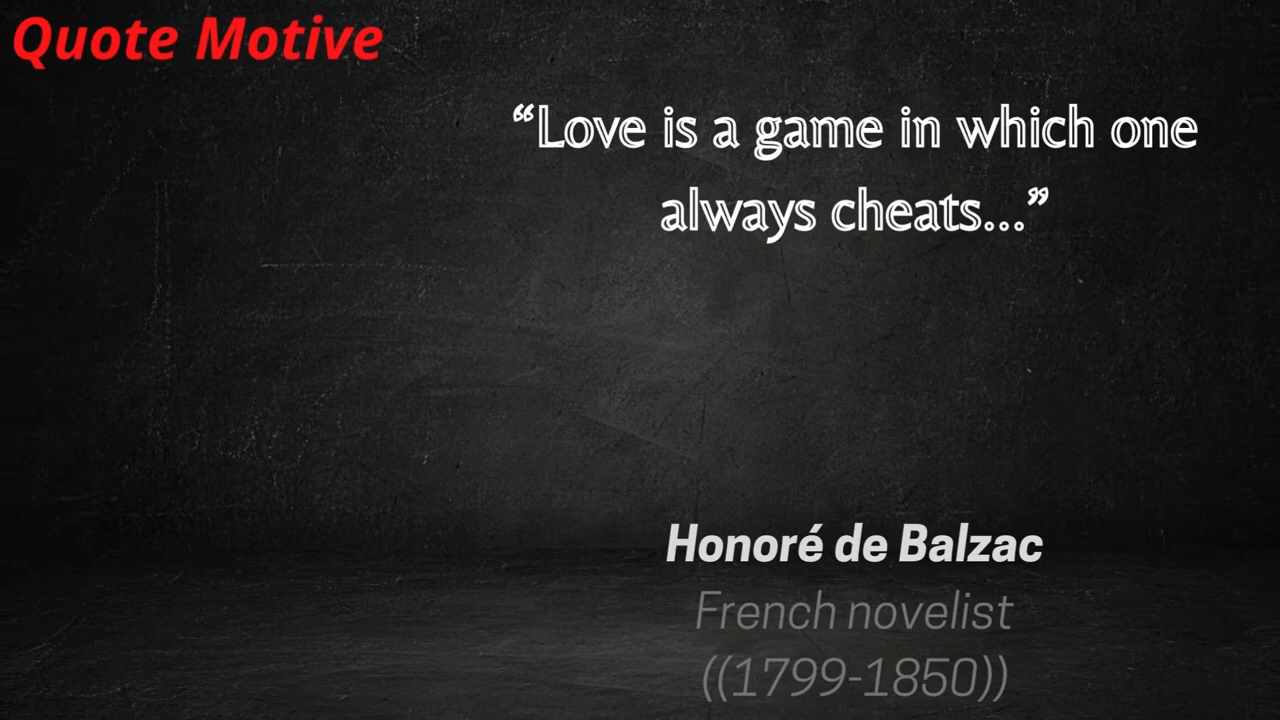 Quote Motive
“Love is a game in which one
always cheats...”
Honoré de Balzac
French novelist
((1799-1850))